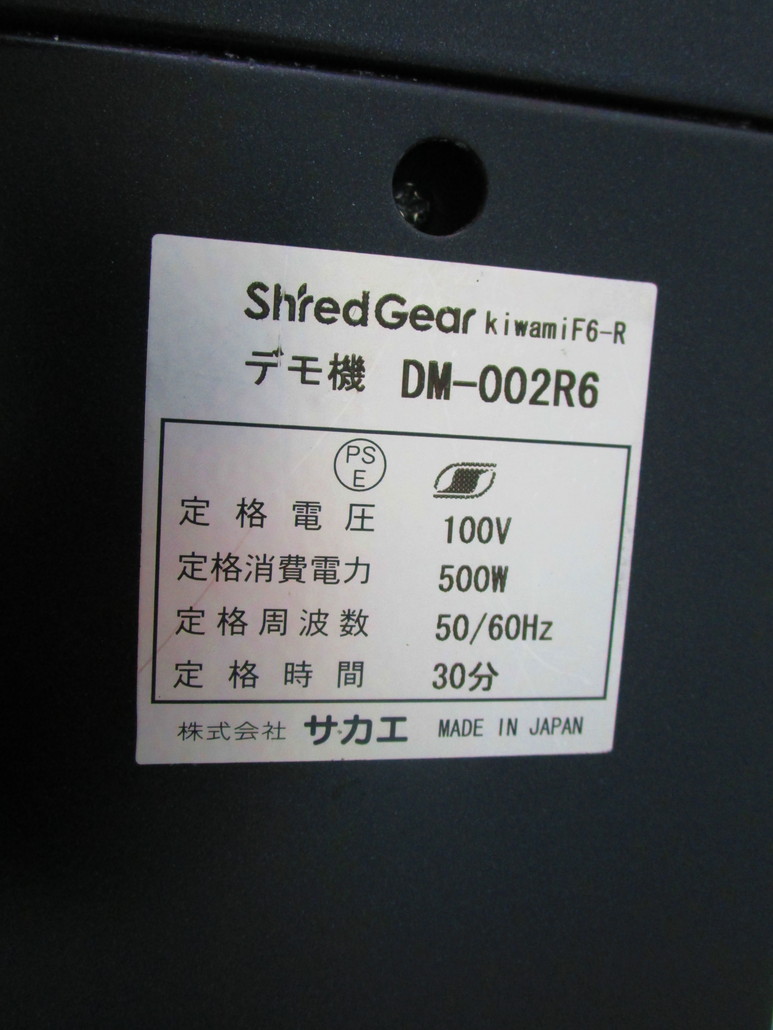 ShredGear kiwamiF6-R
デモ機 DM-002R6
PS
E
定格電圧 100V
定格消費電力 500W
定格周波数 50/60Hz
定格時間 30分
株式会社 サカエ MADE IN JAPAN